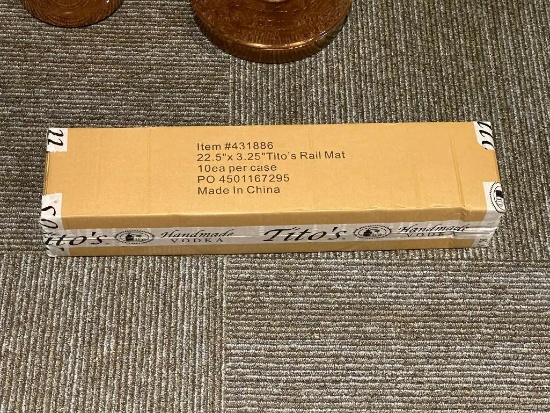 Item #431886
22.5"x 3.25"Tito's Rail Mat
10ea per case
PO 4501167295
Made In China
Tito's Handmade VODKA Tito's Handmade VODKA